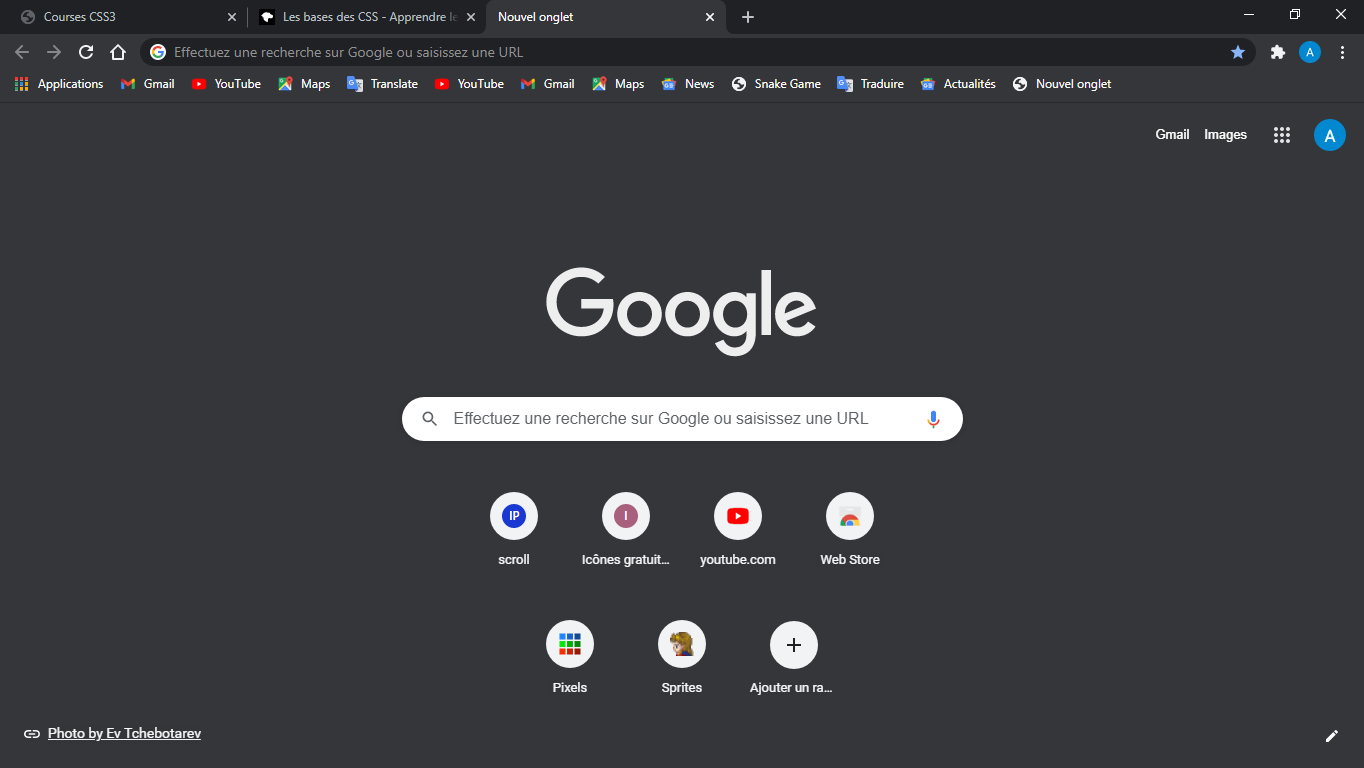 Courses CSS3
Les bases des CSS - Apprendre le
Nouvel onglet
Effectuez une recherche sur Google ou saisissez une URL
A
Applications Gmail YouTube Maps Translate YouTube Gmail Maps News Snake Game Traduire Actualités Nouvel onglet
Gmail Images A
Google
Effectuez une recherche sur Google ou saisissez une URL
IP I
scroll Icônes gratuit... youtube.com Web Store
Pixels Sprites Ajouter un ra...
Photo by Ev Tchebotarev